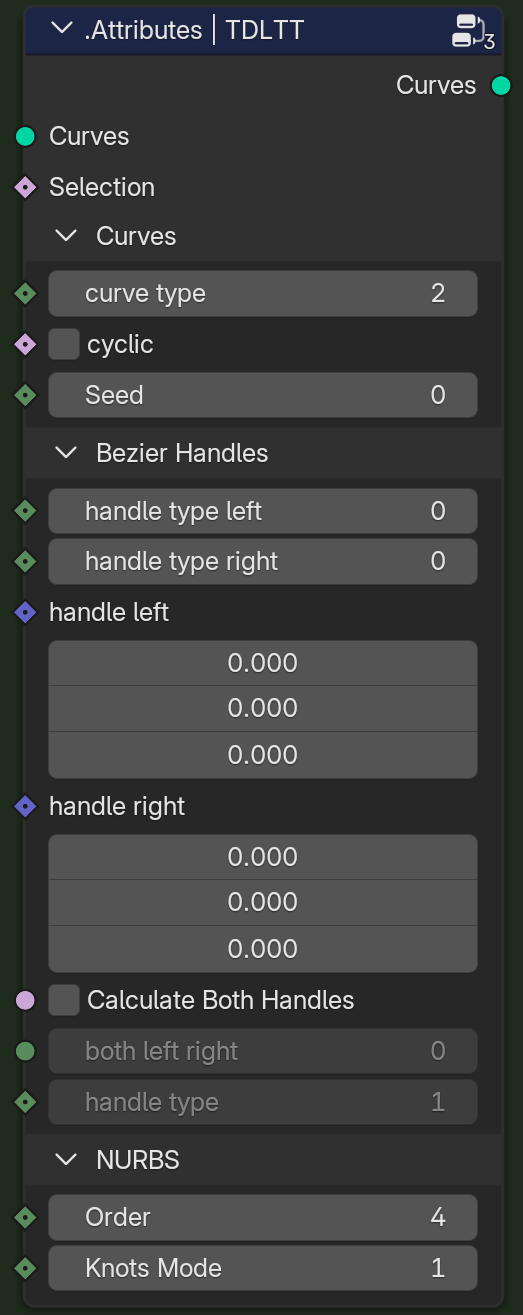 .Attributes | TDLTT
3
Curves
Curves
Selection
Curves
curve type 2
cyclic
Seed 0
Bezier Handles
handle type left 0
handle type right 0
handle left
0.000
0.000
0.000
handle right
0.000
0.000
0.000
Calculate Both Handles
both left right 0
handle type 1
NURBS
Order 4
Knots Mode 1